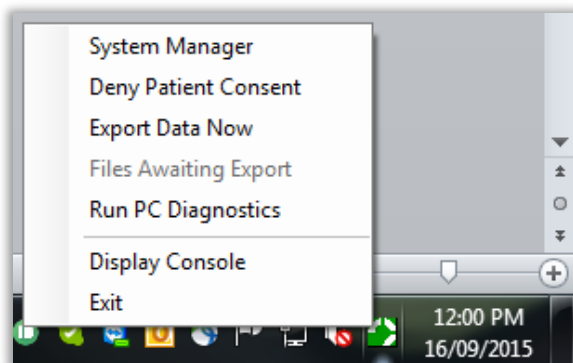 System Manager
Deny Patient Consent
Export Data Now
Files Awaiting Export
Run PC Diagnostics
Display Console
Exit
12:00 PM
16/09/2015